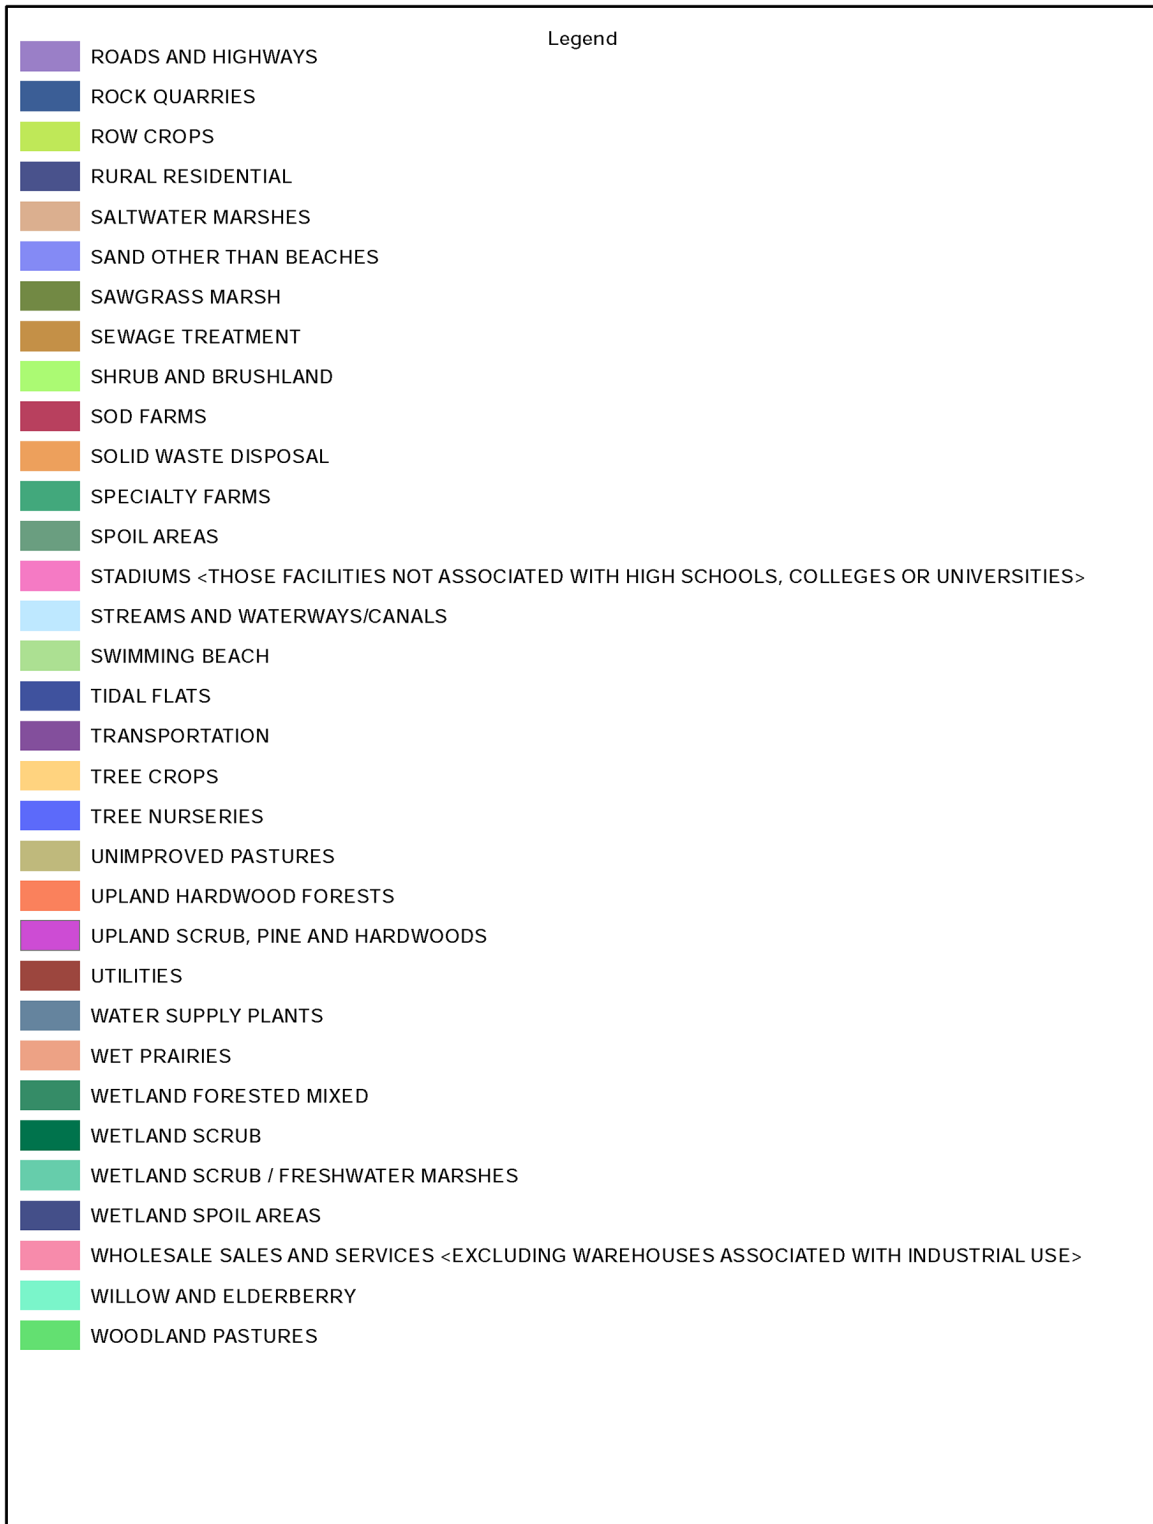 Legend
ROADS AND HIGHWAYS
ROCK QUARRIES
ROW CROPS
RURAL RESIDENTIAL
SALTWATER MARSHES
SAND OTHER THAN BEACHES
SAWGRASS MARSH
SEWAGE TREATMENT
SHRUB AND BRUSHLAND
SOD FARMS
SOLID WASTE DISPOSAL
SPECIALTY FARMS
SPOIL AREAS
STADIUMS <THOSE FACILITIES NOT ASSOCIATED WITH HIGH SCHOOLS, COLLEGES OR UNIVERSITIES>
STREAMS AND WATERWAYS/CANALS
SWIMMING BEACH
TIDAL FLATS
TRANSPORTATION
TREE CROPS
TREE NURSERIES
UNIMPROVED PASTURES
UPLAND HARDWOOD FORESTS
UPLAND SCRUB, PINE AND HARDWOODS
UTILITIES
WATER SUPPLY PLANTS
WET PRAIRIES
WETLAND FORESTED MIXED
WETLAND SCRUB
WETLAND SCRUB / FRESHWATER MARSHES
WETLAND SPOIL AREAS
WHOLESALE SALES AND SERVICES <EXCLUDING WAREHOUSES ASSOCIATED WITH INDUSTRIAL USE>
WILLOW AND ELDERBERRY
WOODLAND PASTURES